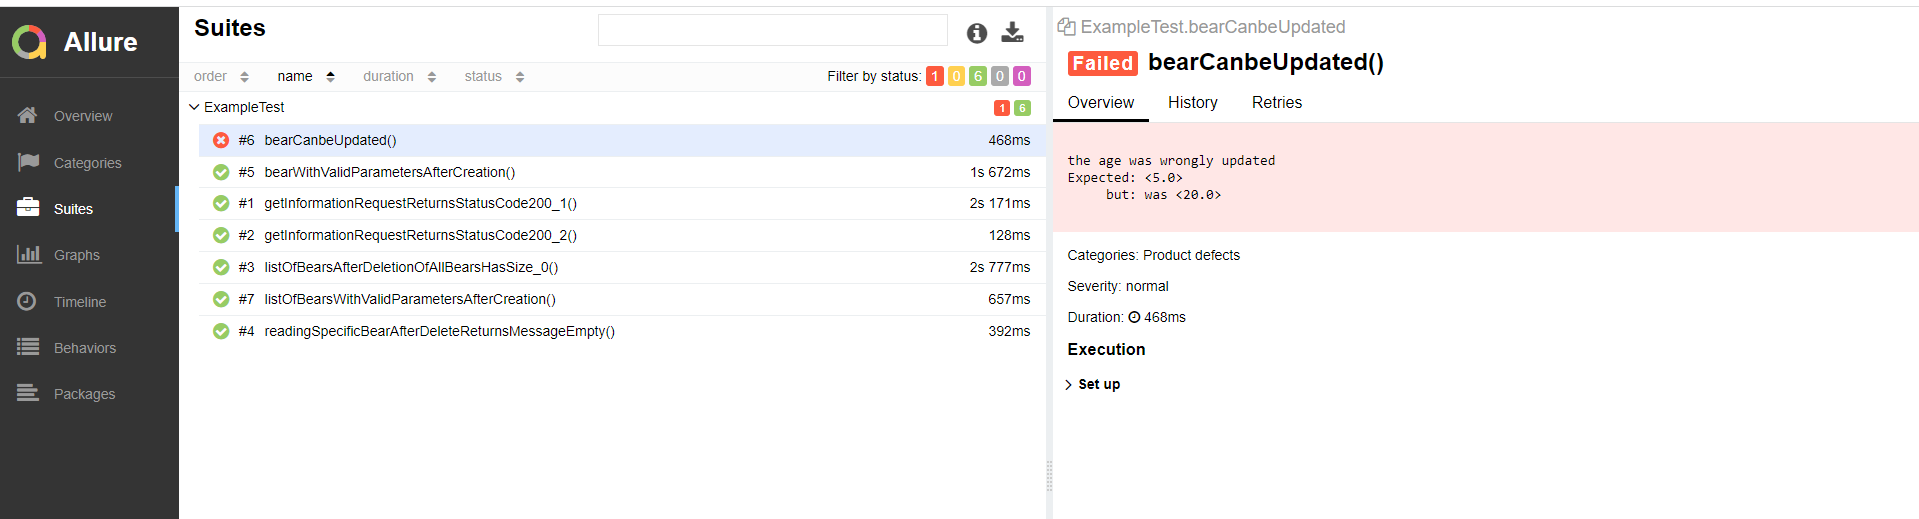 Allure
Overview
Categories
Suites
Graphs
Timeline
Behaviors
Packages
Suites
order name duration status Filter by status: 1 0 6 0 0
ExampleTest 1 6
#6 bearCanbeUpdated() 468ms
#5 bearWithValidParametersAfterCreation() 1s 672ms
#1 getInformationRequestReturnsStatusCode200_1() 2s 171ms
#2 getInformationRequestReturnsStatusCode200_2() 128ms
#3 listOfBearsAfterDeletionOfAllBearsHasSize_0() 2s 777ms
#7 listOfBearsWithValidParametersAfterCreation() 657ms
#4 readingSpecificBearAfterDeleteReturnsMessageEmpty() 392ms
ExampleTest.bearCanbeUpdated
Failed bearCanbeUpdated()
Overview History Retries
the age was wrongly updated
Expected: <5.0>
but: was <20.0>
Categories: Product defects
Severity: normal
Duration: 468ms
Execution
Set up